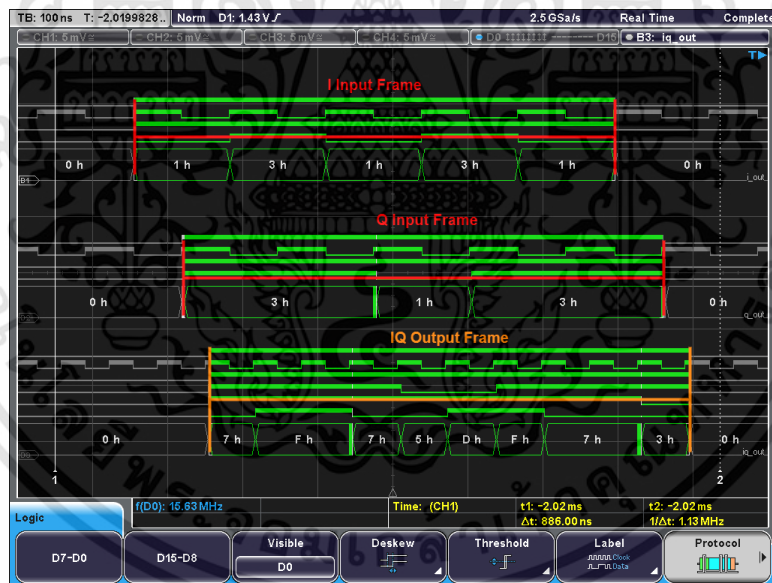 TB: 100 ns T: -2.0199828.. Norm D1: 1.43 V 2.5 GSa/s Real Time Complete
CH1: 5 mV CH2: 5 mV CH3: 5 mV CH4: 5 mV D0 D15 B3: iq_out
T
I Input Frame
0 h 1 h 3 h 1 h 3 h 1 h 0 h
B1 i_out
Q Input Frame
0 h 3 h 1 h 3 h 0 h
q_out
IQ Output Frame
0 h 7 h F h 7 h 5 h D h F h 7 h 3 h 0 h
iq_out
1 2
Logic
f(D0): 15.63 MHz Time: (CH1) t1: -2.02 ms t2: -2.02 ms
Δt: 886.00 ns 1/Δt: 1.13 MHz
D7-D0 D15-D8 Visible D0 Deskew Threshold Label Clock Data Protocol